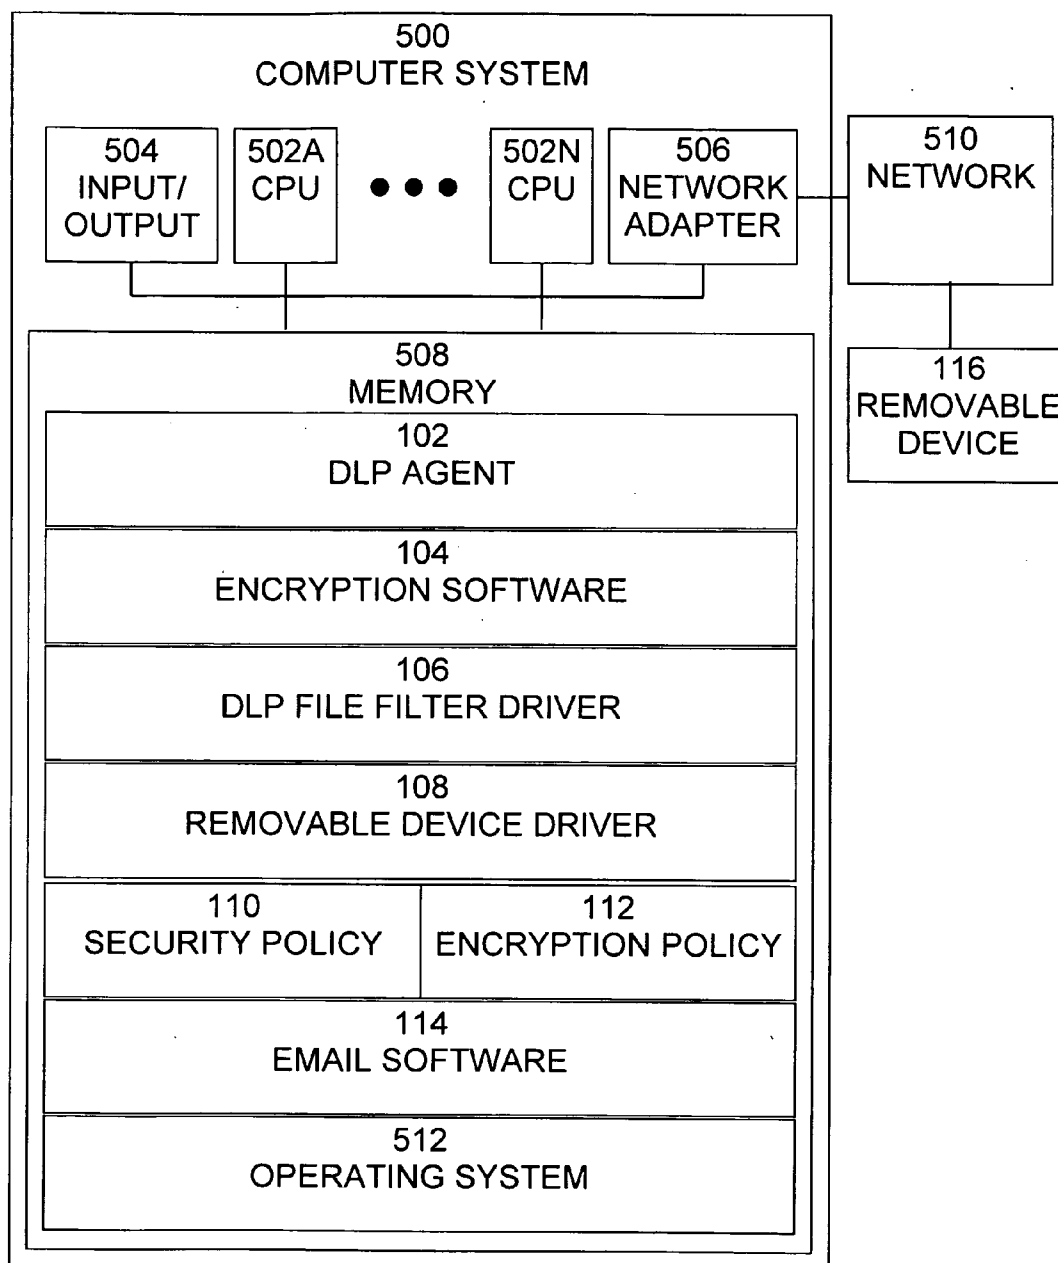 500
COMPUTER SYSTEM
504
INPUT/
OUTPUT
502A
CPU
502N
CPU
506
NETWORK
ADAPTER
510
NETWORK
116
REMOVABLE
DEVICE
508
MEMORY
102
DLP AGENT
104
ENCRYPTION SOFTWARE
106
DLP FILE FILTER DRIVER
108
REMOVABLE DEVICE DRIVER
110
SECURITY POLICY
112
ENCRYPTION POLICY
114
EMAIL SOFTWARE
512
OPERATING SYSTEM